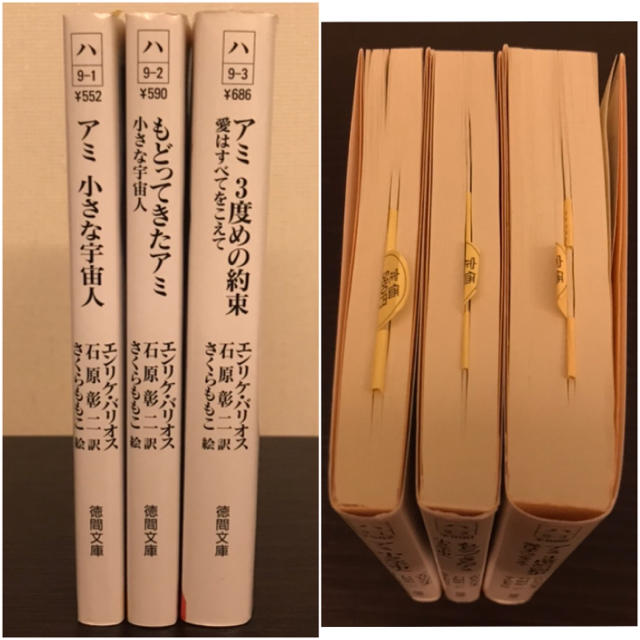 ハ
9-1
¥552
アミ 小さな宇宙人
エンリケ・バリオス
石原彰二 訳
さくらももこ 絵
徳間文庫
ハ
9-2
¥590
もどってきたアミ
小さな宇宙人
エンリケ・バリオス
石原彰二 訳
さくらももこ 絵
徳間文庫
ハ
9-3
¥686
アミ 3度めの約束
愛はすべてをこえて
エンリケ・バリオス
石原彰二 訳
さくらももこ 絵
徳間文庫